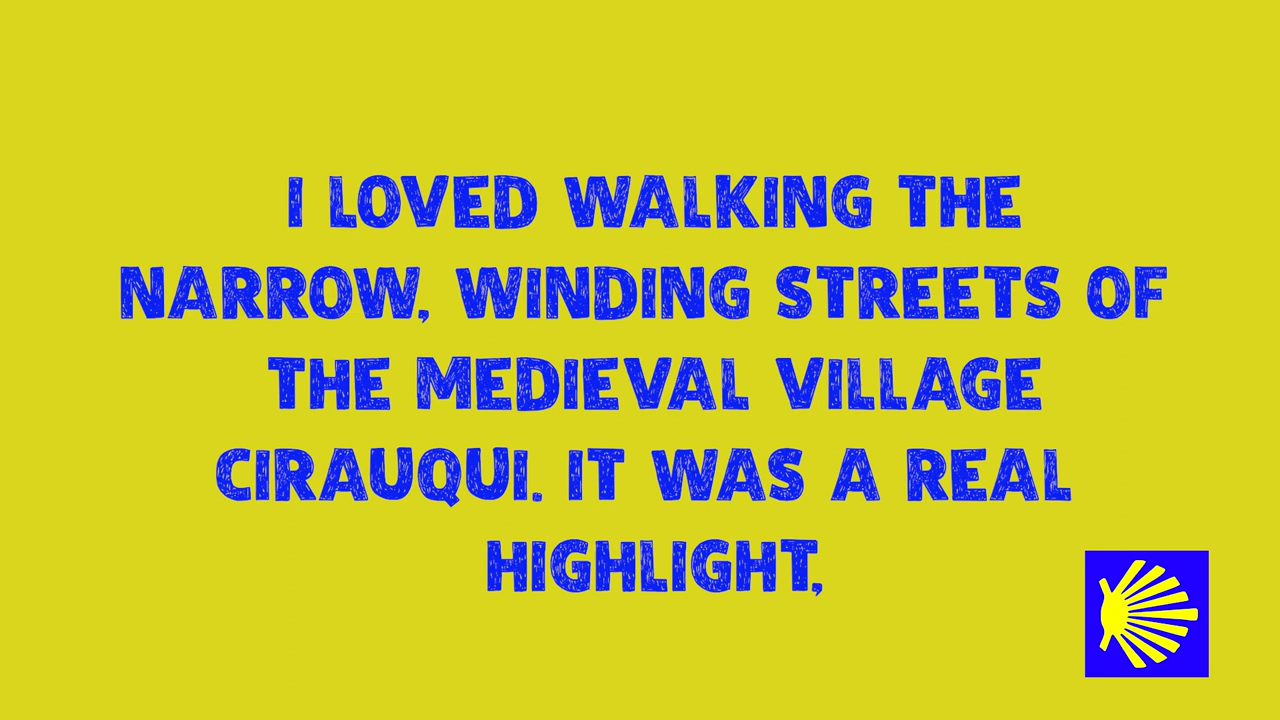 I LOVED WALKING THE
NARROW, WINDING STREETS OF
THE MEDIEVAL VILLAGE
CIRAUQUI. IT WAS A REAL
HIGHLIGHT,